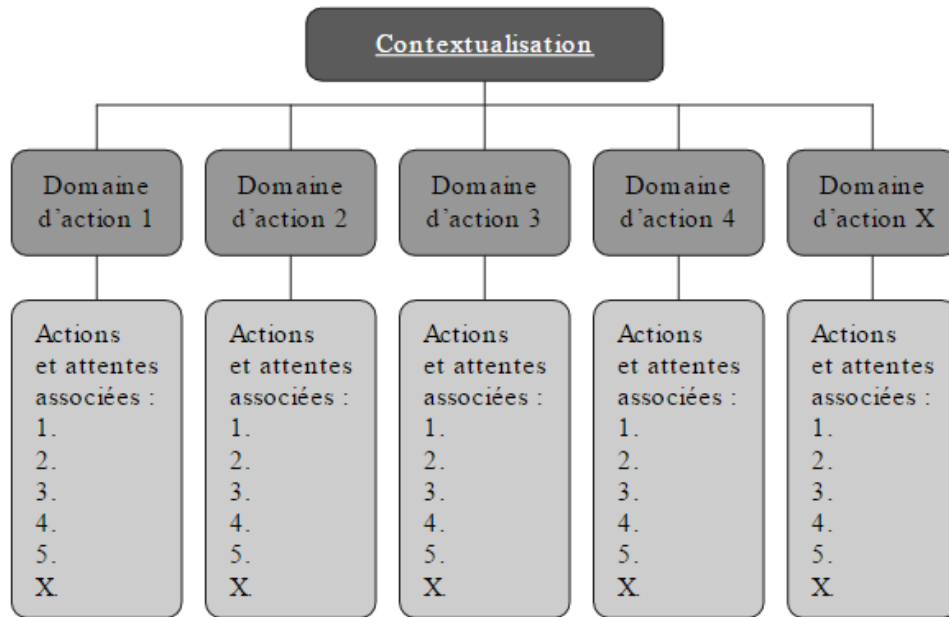 Contextualisation
Domaine
d’action 1
Domaine
d’action 2
Domaine
d’action 3
Domaine
d’action 4
Domaine
d’action X
Actions
et attentes
associées :
1.
2.
3.
4.
5.
X.
Actions
et attentes
associées :
1.
2.
3.
4.
5.
X.
Actions
et attentes
associées :
1.
2.
3.
4.
5.
X.
Actions
et attentes
associées :
1.
2.
3.
4.
5.
X.
Actions
et attentes
associées :
1.
2.
3.
4.
5.
X.